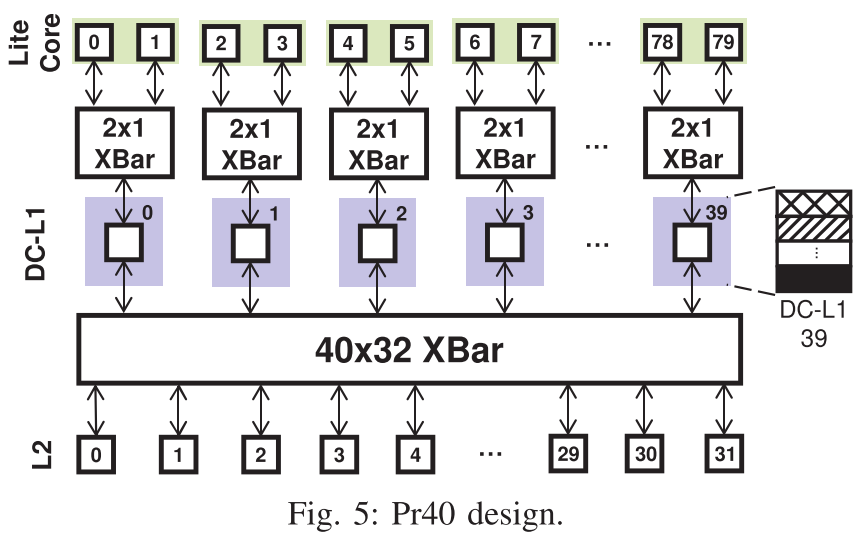 Lite
Core
0 1 2 3 4 5 6 7 ... 78 79
2x1
XBar
2x1
XBar
2x1
XBar
2x1
XBar
...
2x1
XBar
DC-L1
0 1 2 3 ... 39
DC-L1
39
40x32 XBar
L2
0 1 2 3 4 ... 29 30 31
Fig. 5: Pr40 design.